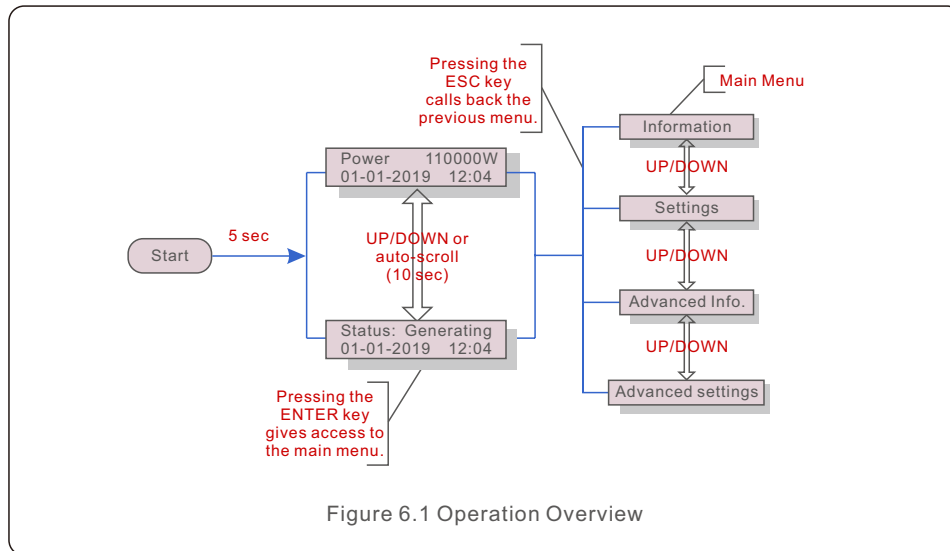 Pressing the
ESC key
calls back the
previous menu.
Main Menu
Information
UP/DOWN
Settings
UP/DOWN
Advanced Info.
UP/DOWN
Advanced settings
Power 110000W
01-01-2019 12:04
5 sec
Start
UP/DOWN or
auto-scroll
(10 sec)
Status: Generating
01-01-2019 12:04
Pressing the
ENTER key
gives access to
the main menu.
Figure 6.1 Operation Overview